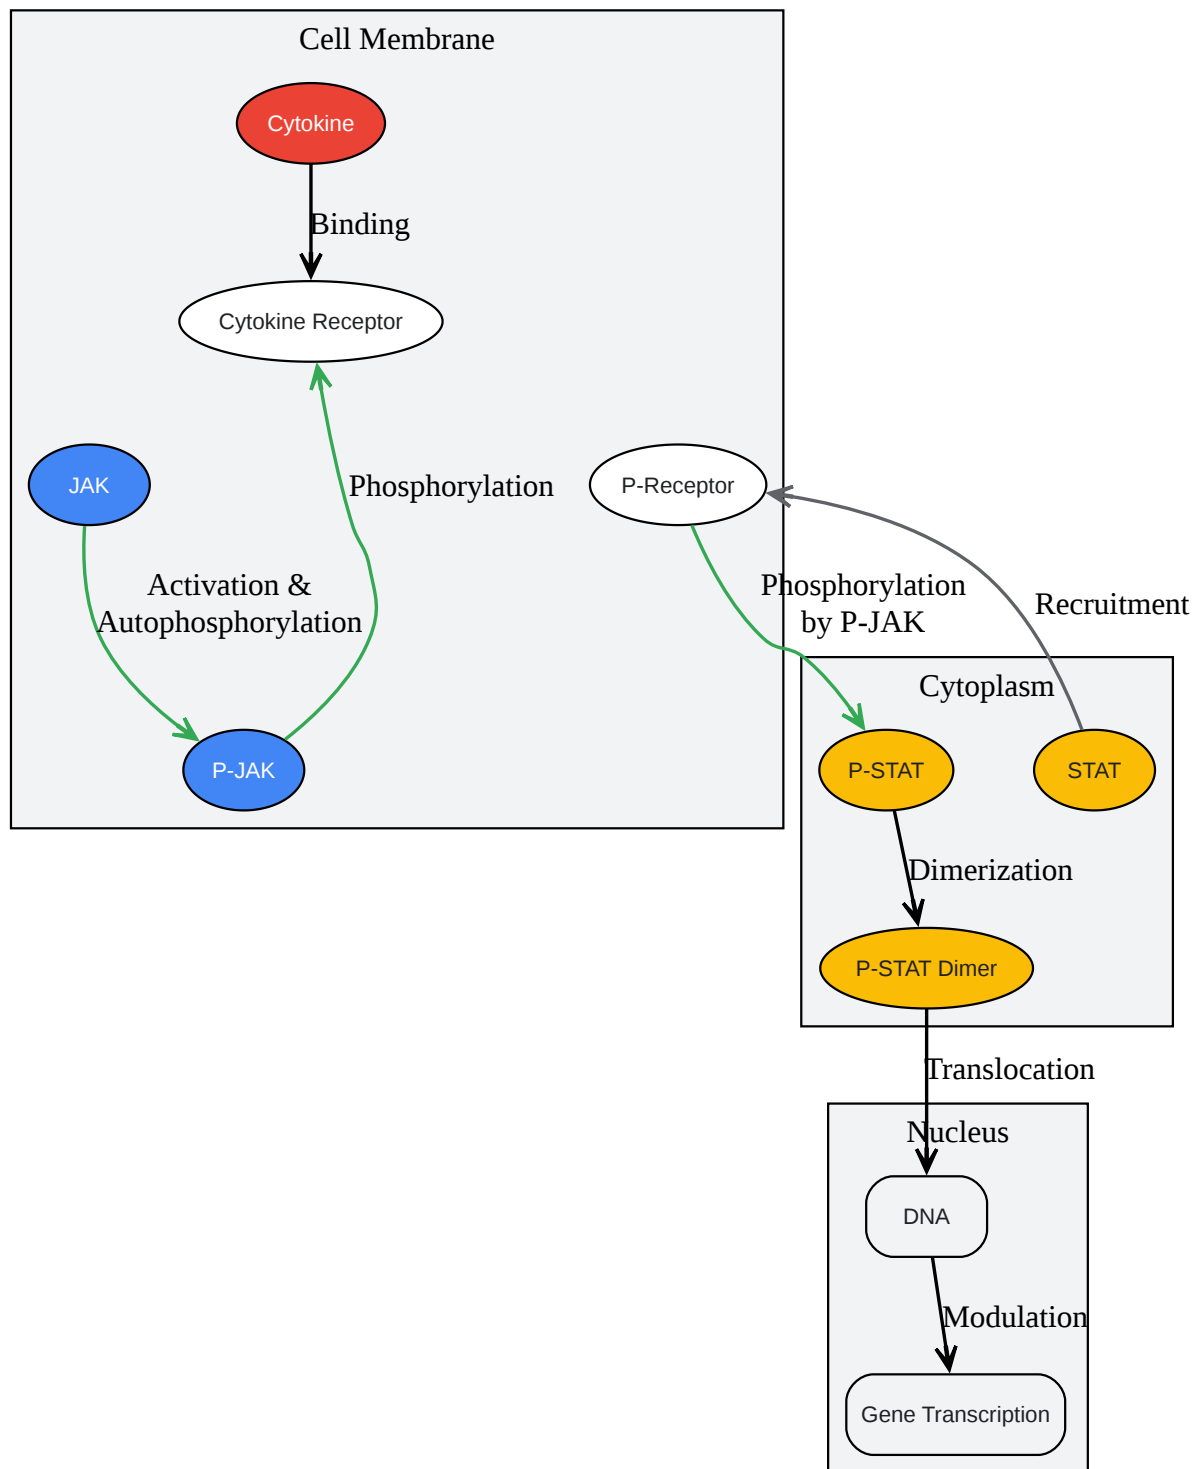 Cell Membrane
Cytokine
Binding
Cytokine Receptor
JAK
Phosphorylation
P-Receptor
Activation &
Autophosphorylation
Phosphorylation
by P-JAK
Recruitment
P-JAK
Cytoplasm
P-STAT
STAT
Dimerization
P-STAT Dimer
Translocation
Nucleus
DNA
Modulation
Gene Transcription